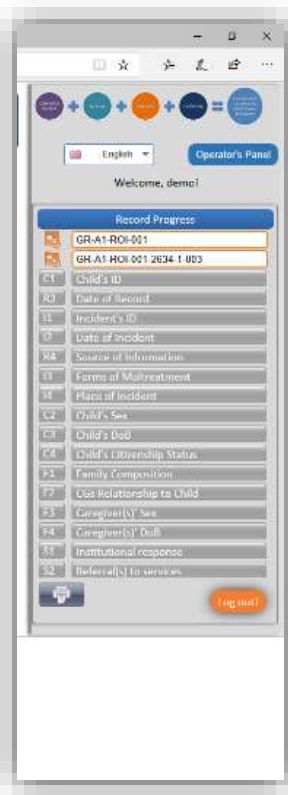 English
Operator's Panel
Welcome, demo!
Record Progress
GR-A1-ROI-001
GR-A1-ROI-001-2634-1-003
C1 Child's ID
R3 Date of Record
I1 Incident's ID
I2 Date of Incident
R4 Source of Information
I3 Forms of Maltreatment
I4 Place of Incident
C2 Child's Sex
C3 Child's DoB
C4 Child's Citizenship Status
F1 Family Composition
F2 CGs Relationship to Child
F3 Caregiver(s)' Sex
F4 Caregiver(s)' DoB
S1 Institutional response
S2 Referral(s) to services
Log out!